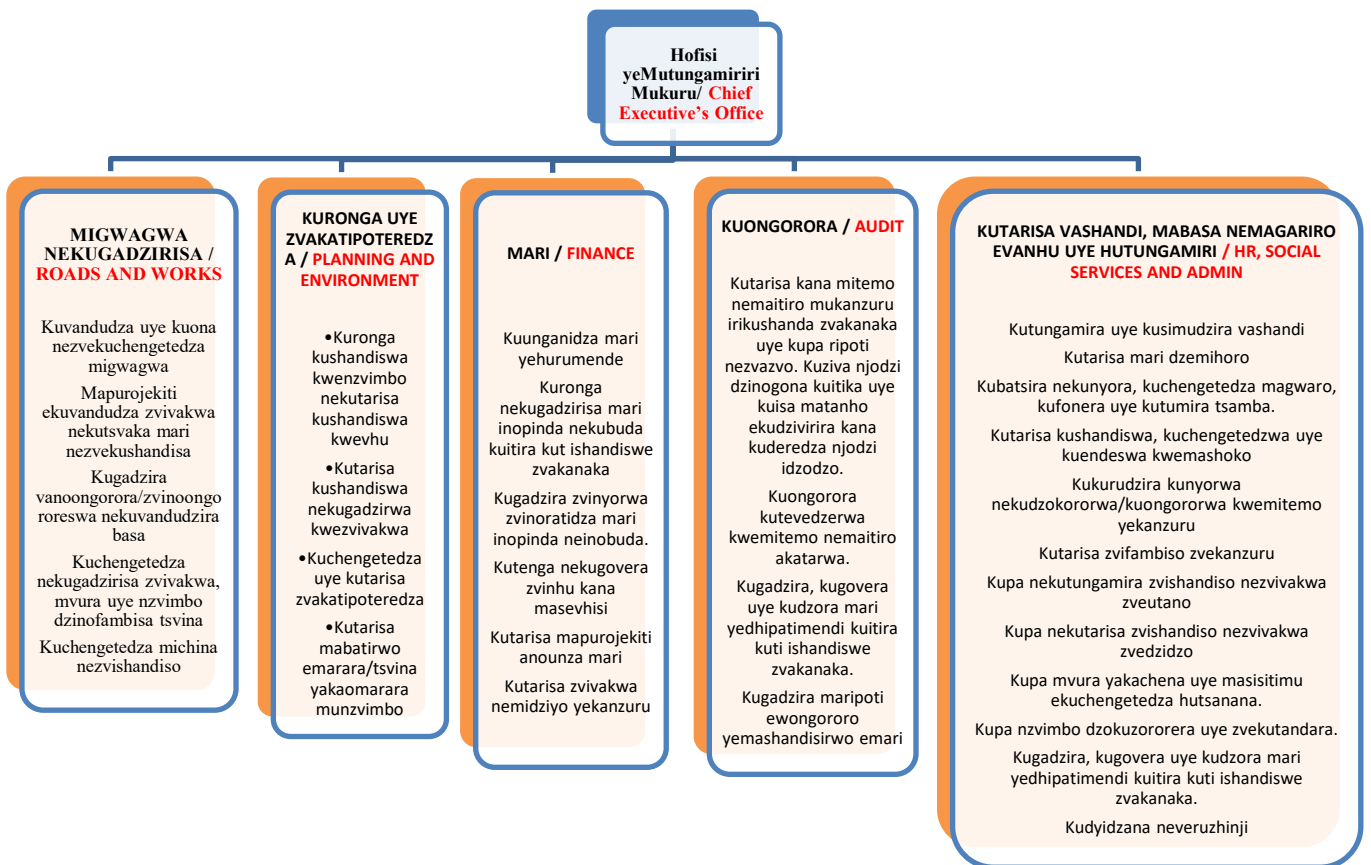 Hofisi
yeMutungamiriri
Mukuru/ Chief
Executive's Office
MIGWAGWA
NEKUGADZIRISA /
ROADS AND WORKS
Kuvandudza uye kuona
nezvekuchengetedza
migwagwa
Mapurojekiti
ekuvandudza zvivakwa
nekutsvaka mari
nezvekushandisa
Kugadzira
vanoongorora/zvinoongo
roreswa nekuvandudzira
basa
Kuchengetedza
nekugadzirisa zvivakwa,
mvura uye nzvimbo
dzinofambisa tsvina
Kuchengetedza michina
nezvishandiso
KURONGA UYE
ZVAKATIPOTEREDZ
A / PLANNING AND
ENVIRONMENT
•Kuronga
kushandiswa
kwenzvimbo
nekutarisa
kushandiswa
kwevhu
•Kutarisa
kushandiswa
nekugadzirwa
kwezvivakwa
•Kuchengetedza
uye kutarisa
zvakatipoteredza
•Kutarisa
mabatirwo
emarara/tsvina
yakaomarara
munzvimbo
MARI / FINANCE
Kuunganidza mari
yehurumende
Kuronga
nekugadzirisa mari
inopinda nekubuda
kuitira kut ishandiswe
zvakanaka
Kugadzira zvinyorwa
zvinoratidza mari
inopinda neinobuda.
Kutenga nekugovera
zvinhu kana
masevhisi
Kutarisa mapurojekiti
anounza mari
Kutarisa zvivakwa
nemidziyo yekanzuru
KUONGORORA / AUDIT
Kutarisa kana mitemo
nemaitiro mukanzuru
irikushanda zvakanaka
uye kupa ripoti
nezvazvo. Kuziva njodzi
dzinogona kuitika uye
kuisa matanho
ekudzivirira kana
kuderedza njodzi
idzodzo.
Kuongorora
kutevedzerwa
kwemitemo nemaitiro
akatarwa.
Kugadzira, kugovera
uye kudzora mari
yedhipatimendi kuitira
kuti ishandiswe
zvakanaka.
Kugadzira maripoti
ewongororo
yemashandisirwo emari
KUTARISA VASHANDI, MABASA NEMAGARIRO
EVANHU UYE HUTUNGAMIRI / HR, SOCIAL
SERVICES AND ADMIN
Kutungamira uye kusimudzira vashandi
Kutarisa mari dzemihoro
Kubatsira nekunyora, kuchengetedza magwaro,
kufonera uye kutumira tsamba.
Kutarisa kushandiswa, kuchengetedzwa uye
kuendeswa kwemashoko
Kukurudzira kunyorwa
nekudzokororwa/kuongororwa kwemitemo
yekanzuru
Kutarisa zvifambiso zvekanzuru
Kupa nekutungamira zvishandiso nezvivakwa
zveutano
Kupa nekutarisa zvishandiso nezvivakwa
zvedzidzo
Kupa mvura yakachena uye masisitimu
ekuchengetedza hutsanana.
Kupa nzvimbo dzokuzororera uye zvekutandara.
Kugadzira, kugovera uye kudzora mari
yedhipatimendi kuitira kuti ishandiswe
zvakanaka.
Kudyidzana neveruzhinji